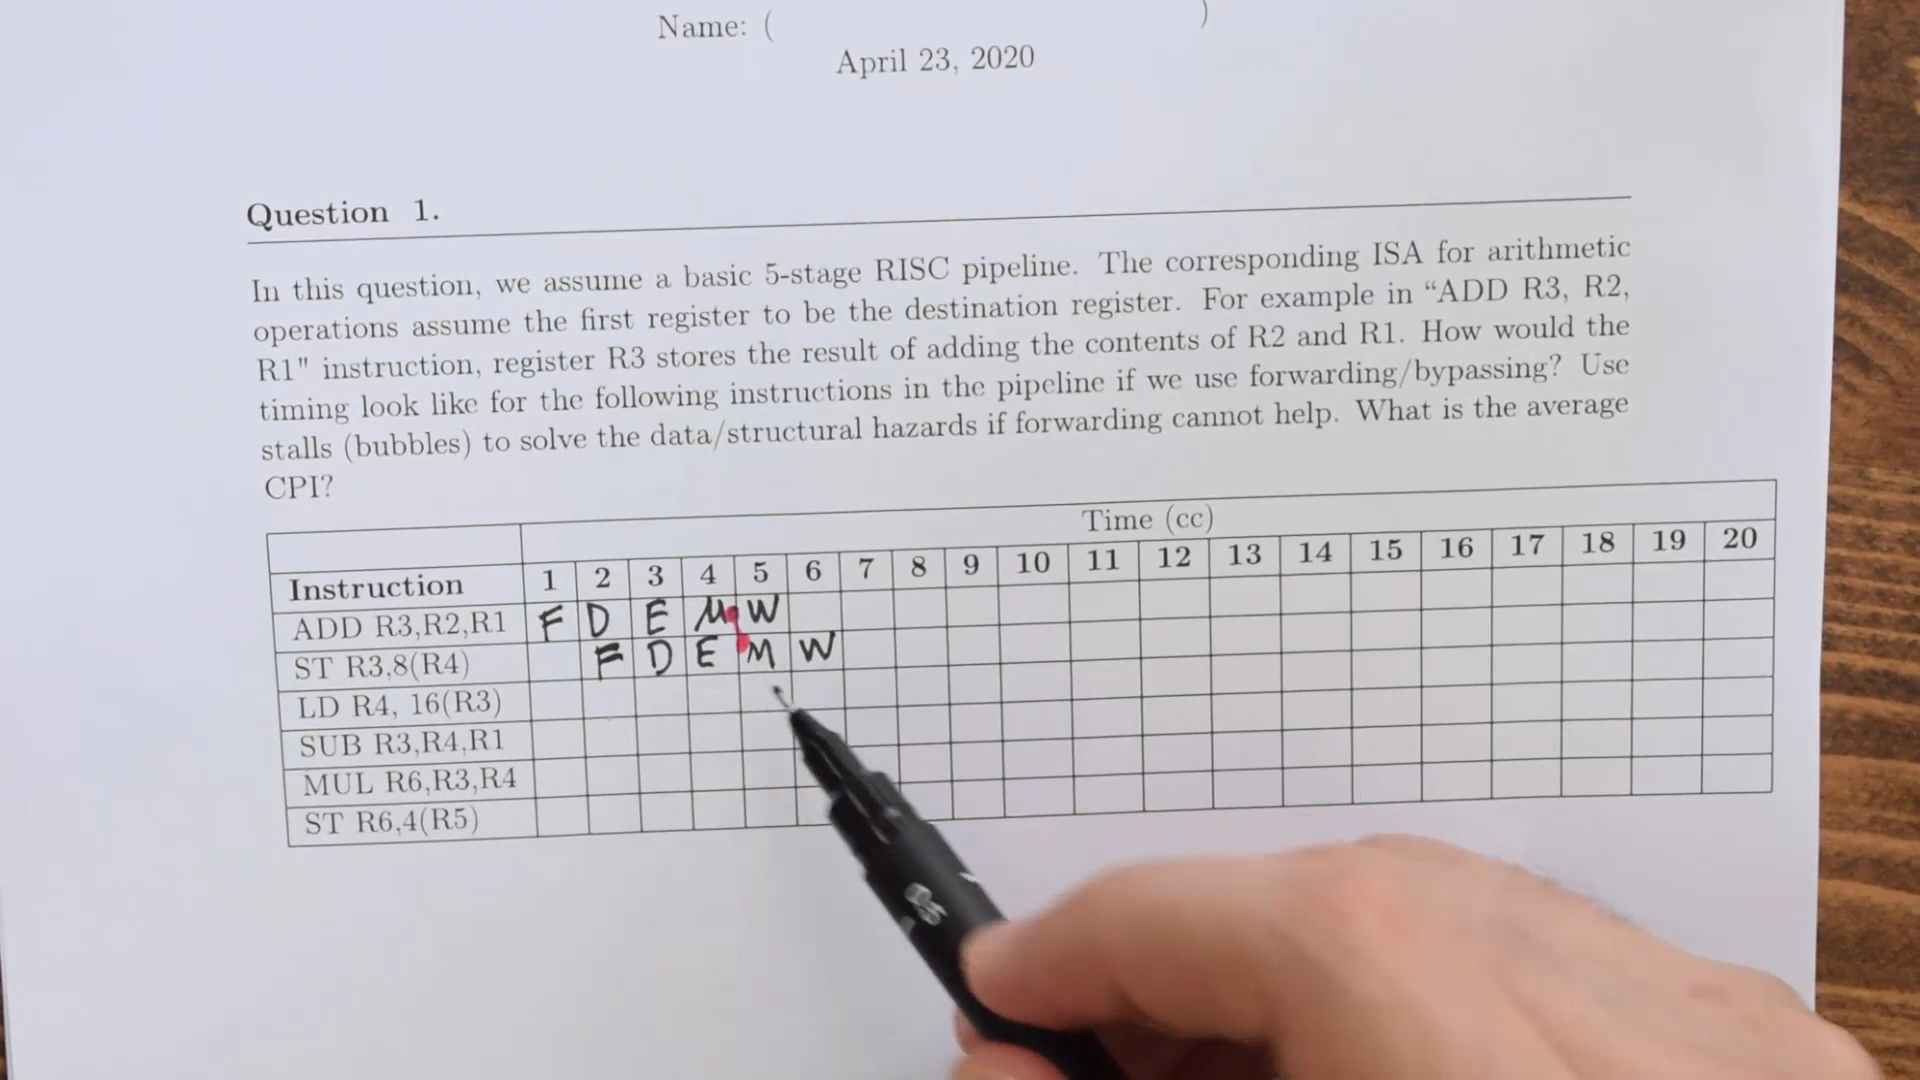 Name: ( )
April 23, 2020
Question 1.
In this question, we assume a basic 5-stage RISC pipeline. The corresponding ISA for arithmetic
operations assume the first register to be the destination register. For example in “ADD R3, R2,
R1" instruction, register R3 stores the result of adding the contents of R2 and R1. How would the
timing look like for the following instructions in the pipeline if we use forwarding/bypassing? Use
stalls (bubbles) to solve the data/structural hazards if forwarding cannot help. What is the average
CPI?
Time (cc)
Instruction 1 2 3 4 5 6 7 8 9 10 11 12 13 14 15 16 17 18 19 20
ADD R3,R2,R1 F D E M W
ST R3,8(R4) F D E M W
LD R4, 16(R3)
SUB R3,R4,R1
MUL R6,R3,R4
ST R6,4(R5)